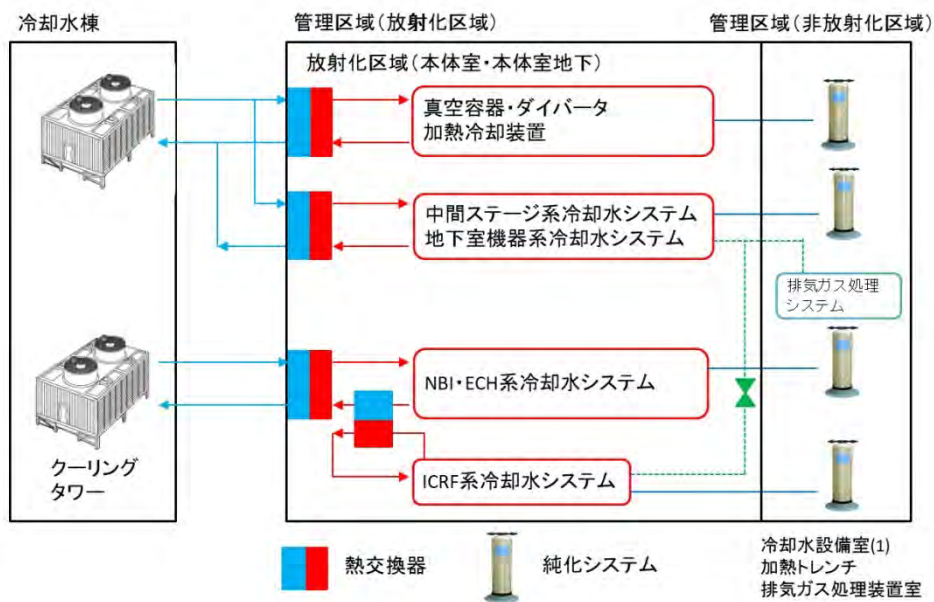 冷却水棟
管理区域(放射化区域)
管理区域(非放射化区域)
放射化区域(本体室・本体室地下)
真空容器・ダイバータ
加熱冷却装置
中間ステージ系冷却水システム
地下室機器系冷却水システム
排気ガス処理
システム
NBI・ECH系冷却水システム
クーリング
タワー
ICRF系冷却水システム
熱交換器
純化システム
冷却水設備室(1)
加熱トレンチ
排気ガス処理装置室